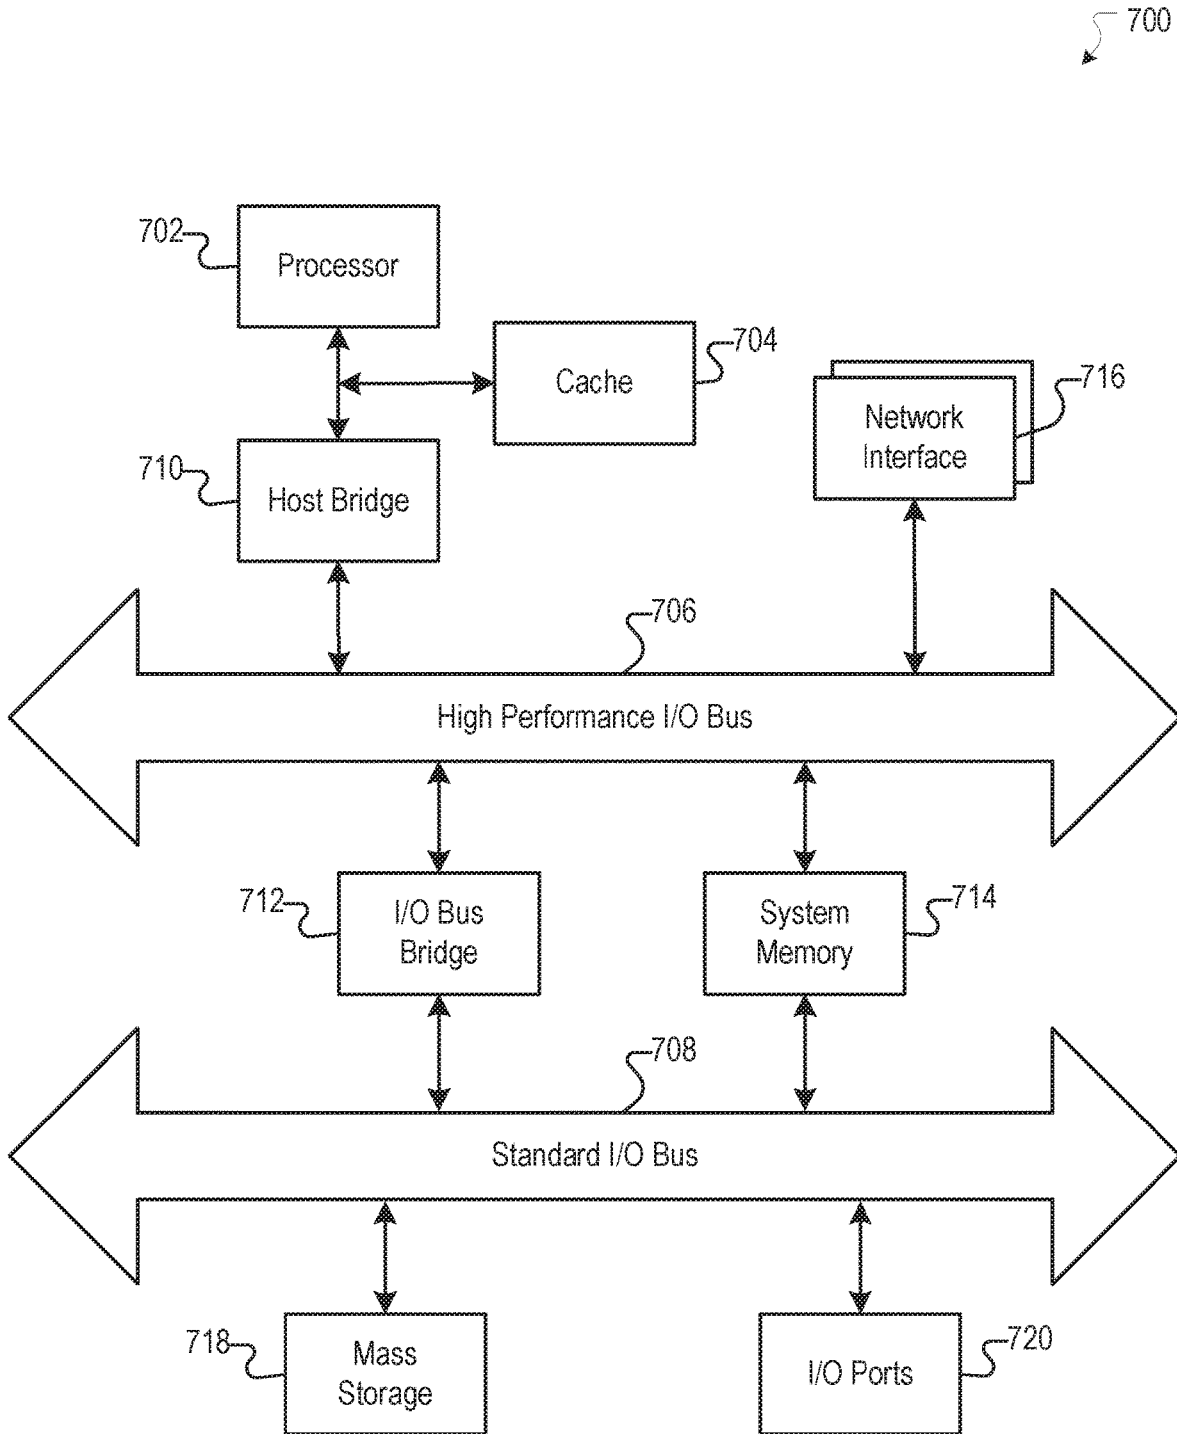 700
702
Processor
704
Cache
716
Network
Interface
710
Host Bridge
706
High Performance I/O Bus
712
I/O Bus
Bridge
System
Memory
714
708
Standard I/O Bus
718
Mass
Storage
I/O Ports
720